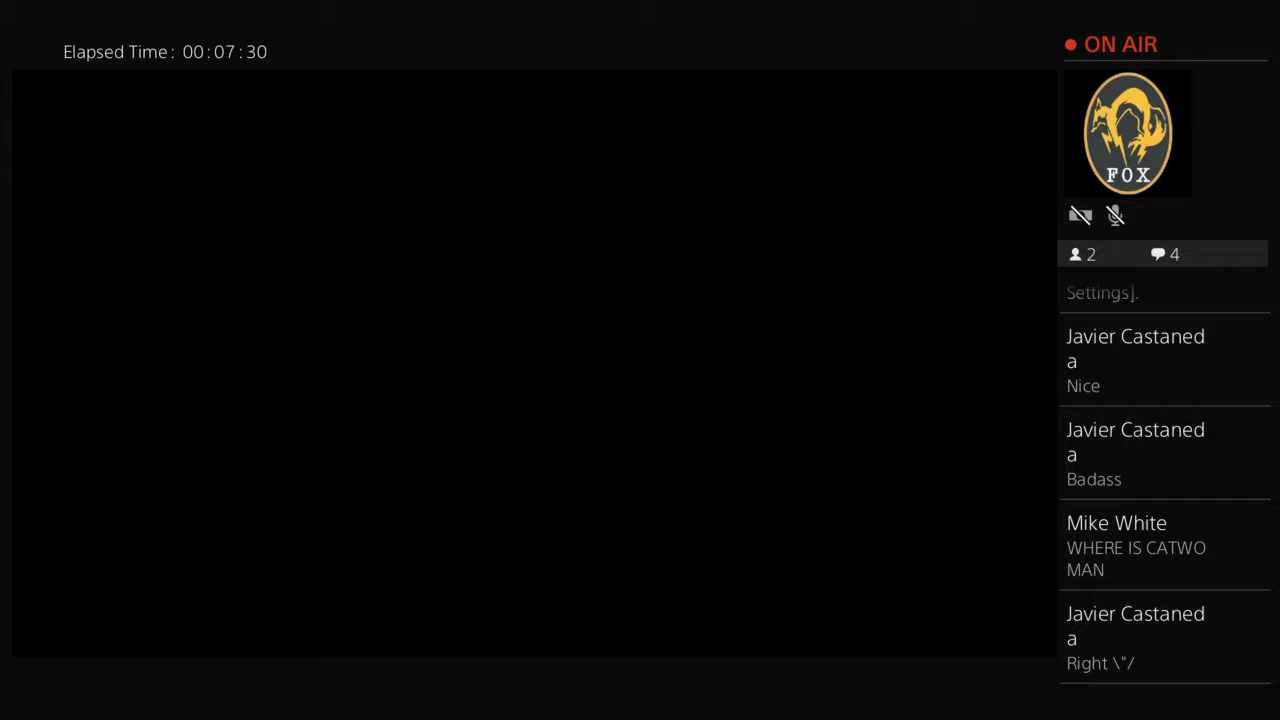 Elapsed Time: 00:07:30
ON AIR
FOX
2 4
Settings].
Javier Castaned
a
Nice
Javier Castaned
a
Badass
Mike White
WHERE IS CATWO
MAN
Javier Castaned
a
Right \"/